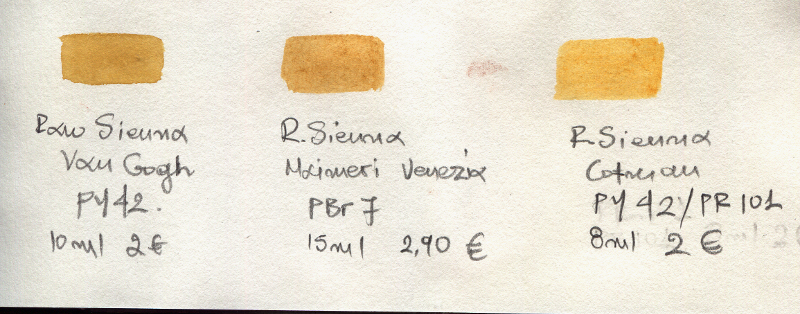 Raw Sienna
Van Gogh
PY42.
10ml 2€
R.Sienna
Maimeri Venezia
PBr 7
15ml 2,90 €
R.Sienna
Cotman
PY 42/PR 101
8ml 2 €